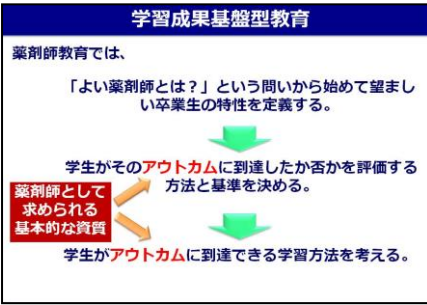 学習成果基盤型教育
薬剤師教育では、
「よい薬剤師とは？」という問いから始めて望まし
い卒業生の特性を定義する。
学生がそのアウトカムに到達したか否かを評価する
方法と基準を決める。
薬剤師として
求められる
基本的な資質
学生がアウトカムに到達できる学習方法を考える。